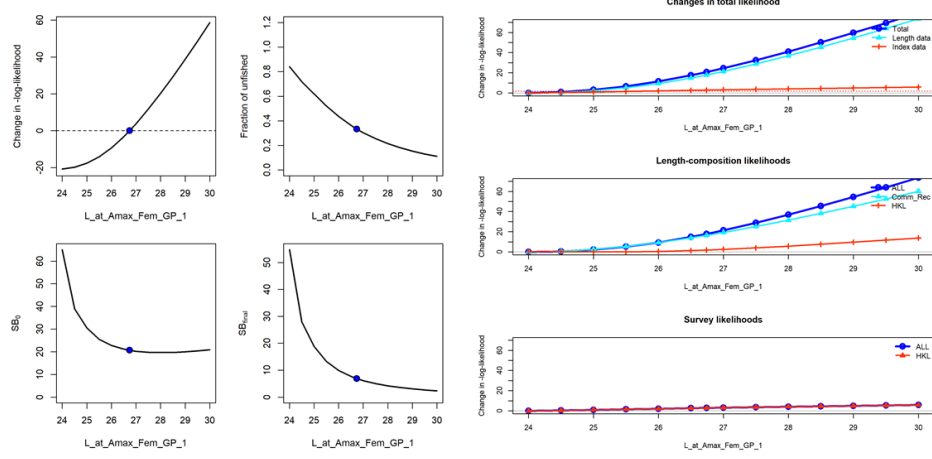 Change in -log-likelihood
60
40
20
0
-20
24 25 26 27 28 29 30
L_at_Amax_Fem_GP_1
Fraction of unfished
1.2
1.0
0.8
0.6
0.4
0.2
0.0
24 25 26 27 28 29 30
L_at_Amax_Fem_GP_1
SB0
60
50
40
30
20
10
0
24 25 26 27 28 29 30
L_at_Amax_Fem_GP_1
SBfinal
50
40
30
20
10
0
24 25 26 27 28 29 30
L_at_Amax_Fem_GP_1
Changes in total likelihood
Change in -log-likelihood
60
40
20
0
Total
Length data
Index data
24 25 26 27 28 29 30
L_at_Amax_Fem_GP_1
Length-composition likelihoods
Change in -log-likelihood
60
40
20
0
ALL
Comm_Rec
HKL
24 25 26 27 28 29 30
L_at_Amax_Fem_GP_1
Survey likelihoods
Change in -log-likelihood
60
40
20
0
ALL
HKL
24 25 26 27 28 29 30
L_at_Amax_Fem_GP_1